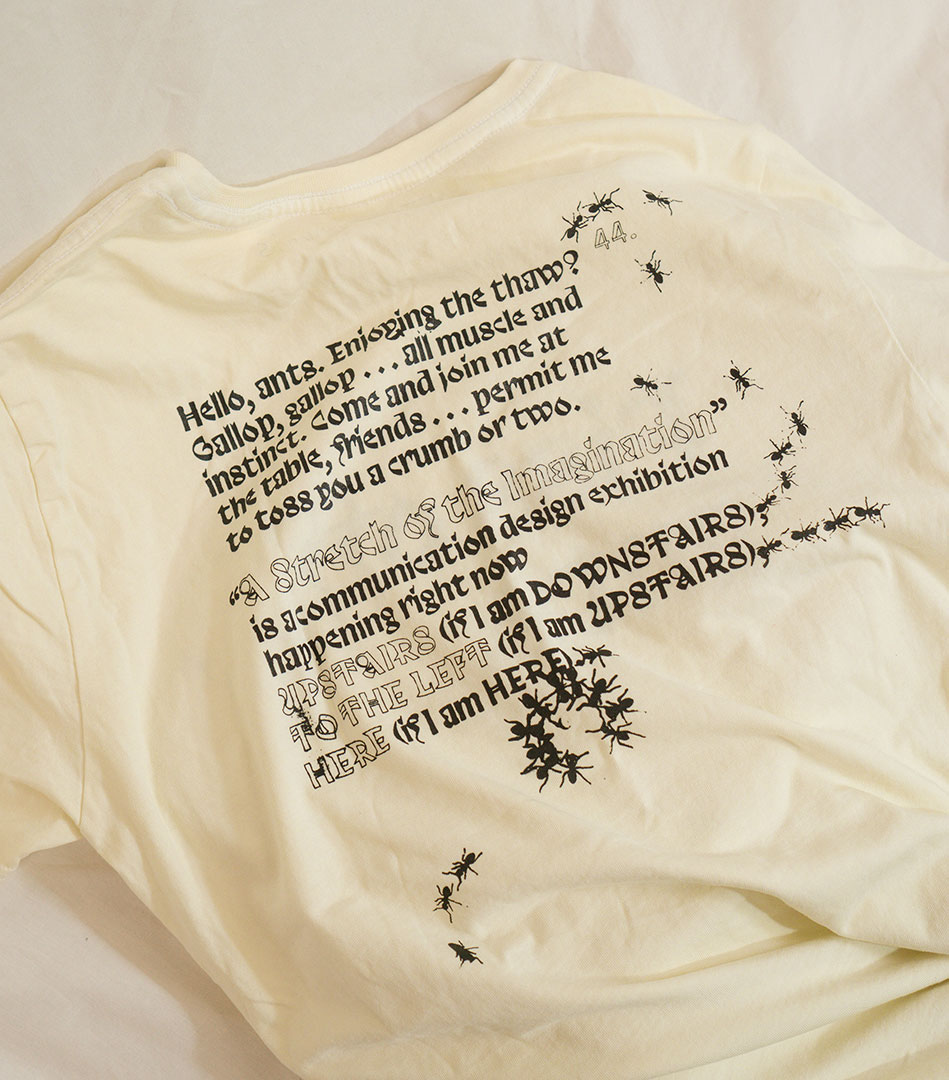 44.
Hello, ants. Enjoying the thaw?
Gallop, gallop . . . all muscle and
instinct. Come and join me at
the table, friends . . . permit me
to toss you a crumb or two.
“A Stretch of the Imagination”
is a communication design exhibition
happening right now
UPSTAIRS (if I am DOWNSTAIRS),
TO THE LEFT (if I am UPSTAIRS),
HERE (if I am HERE).